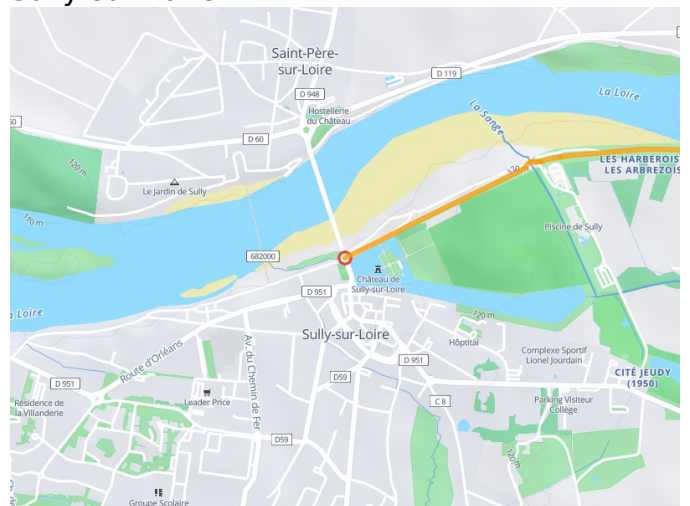 Saint-Père-
sur-Loire
D 119
D 948
Hostellerie
du Château
La Sange
La Loire
D 60
120 m
Le Jardin de Sully
120 m
LES HARBEROIS
LES ARBREZOIS
Piscine de Sully
682000
Château de
Sully-sur-Loire
D 951
La Loire
120 m
Sully-sur-Loire
Hôptital
Route d'Orléans
Av. du Chemin de Fer
D59
D 951
Complexe Sportif
Lionel Jourdain
CITÉ JEUDY
(1950)
D 951
Leader Price
Résidence de
la Villanderie
C 8
Parking Visiteur
Collège
D59
120 m
Groupe Scolaire